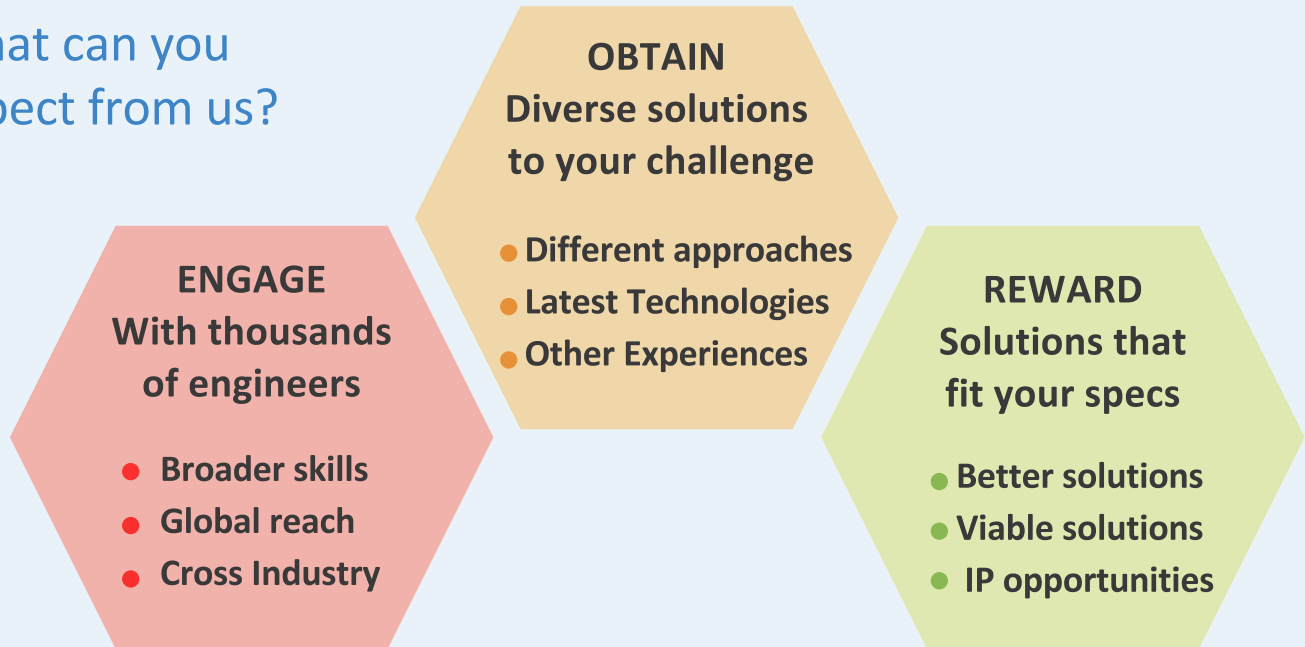 hat can you
pect from us?
OBTAIN
Diverse solutions
to your challenge
Different approaches
Latest Technologies
Other Experiences
ENGAGE
With thousands
of engineers
Broader skills
Global reach
Cross Industry
REWARD
Solutions that
fit your specs
Better solutions
Viable solutions
IP opportunities